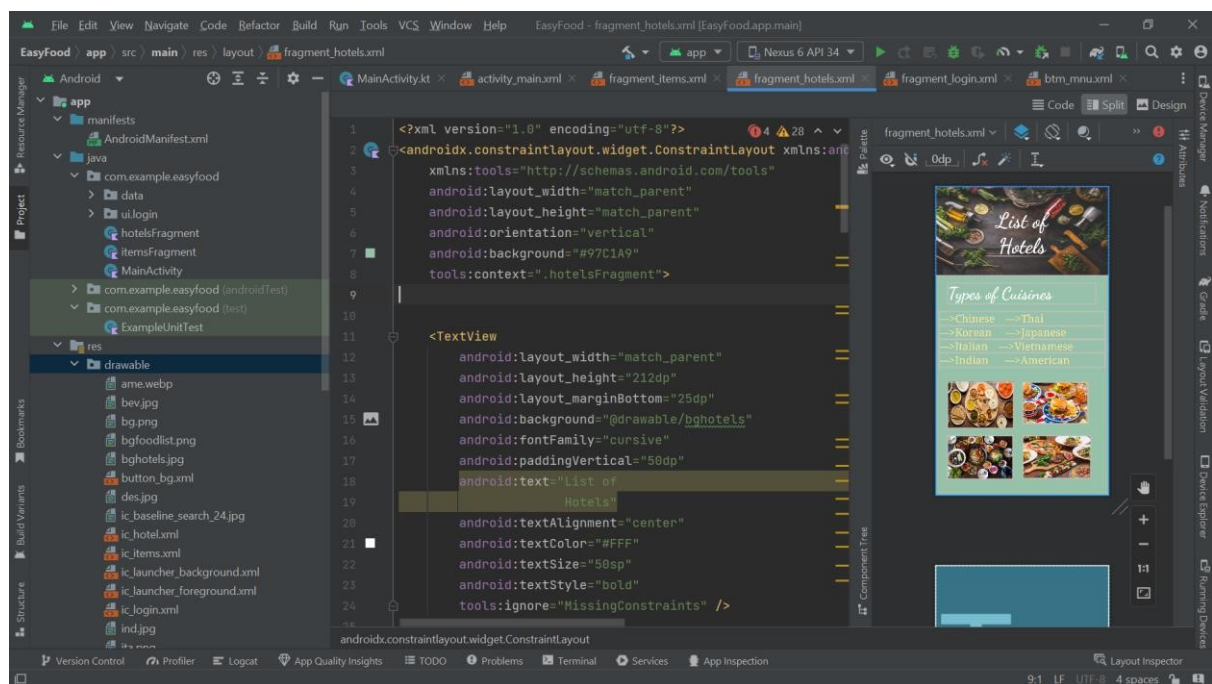 File Edit View Navigate Code Refactor Build Run Tools VCS Window Help EasyFood - fragment_hotels.xml [EasyFood.app.main]
EasyFood app src main res layout fragment_hotels.xml
app Nexus 6 API 34
Android
MainActivity.kt activity_main.xml fragment_items.xml fragment_hotels.xml fragment_login.xml btm_mnu.xml
Code Split Design
Resource Manager
Project
Bookmarks
Build Variants
Structure
app
manifests
AndroidManifest.xml
java
com.example.easyfood
data
ui.login
hotelsFragment
itemsFragment
MainActivity
com.example.easyfood (androidTest)
com.example.easyfood (test)
ExampleUnitTest
res
drawable
ame.webp
bev.jpg
bg.png
bgfoodlist.png
bghotels.jpg
button_bg.xml
des.jpg
ic_baseline_search_24.jpg
ic_hotel.xml
ic_items.xml
ic_launcher_background.xml
ic_launcher_foreground.xml
ic_login.xml
ind.jpg
4 28
1 <?xml version="1.0" encoding="utf-8"?>
2 <androidx.constraintlayout.widget.ConstraintLayout xmlns:and
3 xmlns:tools="http://schemas.android.com/tools"
4 android:layout_width="match_parent"
5 android:layout_height="match_parent"
6 android:orientation="vertical"
7 android:background="#97C1A9"
8 tools:context=".hotelsFragment">
9
10
11 <TextView
12 android:layout_width="match_parent"
13 android:layout_height="212dp"
14 android:layout_marginBottom="25dp"
15 android:background="@drawable/bghotels"
16 android:fontFamily="cursive"
17 android:paddingVertical="50dp"
18 android:text="List of
19 Hotels"
20 android:textAlignment="center"
21 android:textColor="#FFF"
22 android:textSize="50sp"
23 android:textStyle="bold"
24 tools:ignore="MissingConstraints" />
androidx.constraintlayout.widget.ConstraintLayout
Palette
Component Tree
fragment_hotels.xml
0dp
List of
Hotels
Types of Cuisines
--->Chinese --->Thai
--->Korean --->Japanese
--->Italian --->Vietnamese
--->Indian --->American
1:1
Device Manager
Attributes
Notifications
Gradle
Layout Validation
Device Explorer
Running Devices
Version Control Profiler Logcat App Quality Insights TODO Problems Terminal Services App Inspection Layout Inspector
9:1 LF UTF-8 4 spaces